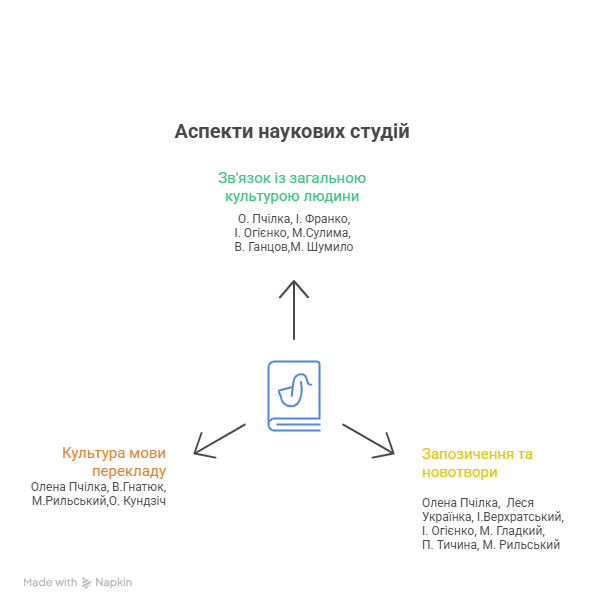 Аспекти наукових студій
Зв'язок із загальною
культурою людини
О. Пчілка, І. Франко,
І. Огієнко, М.Сулима,
В. Ганцов,М. Шумило
Культура мови
перекладу
Олена Пчілка, В.Гнатюк,
М.Рильський,О. Кундзіч
Запозичення та
новотвори
Олена Пчілка,  Леся
Українка, І.Верхратський,
І. Огієнко, М. Гладкий,
П. Тичина, М. Рильський
Made with Napkin